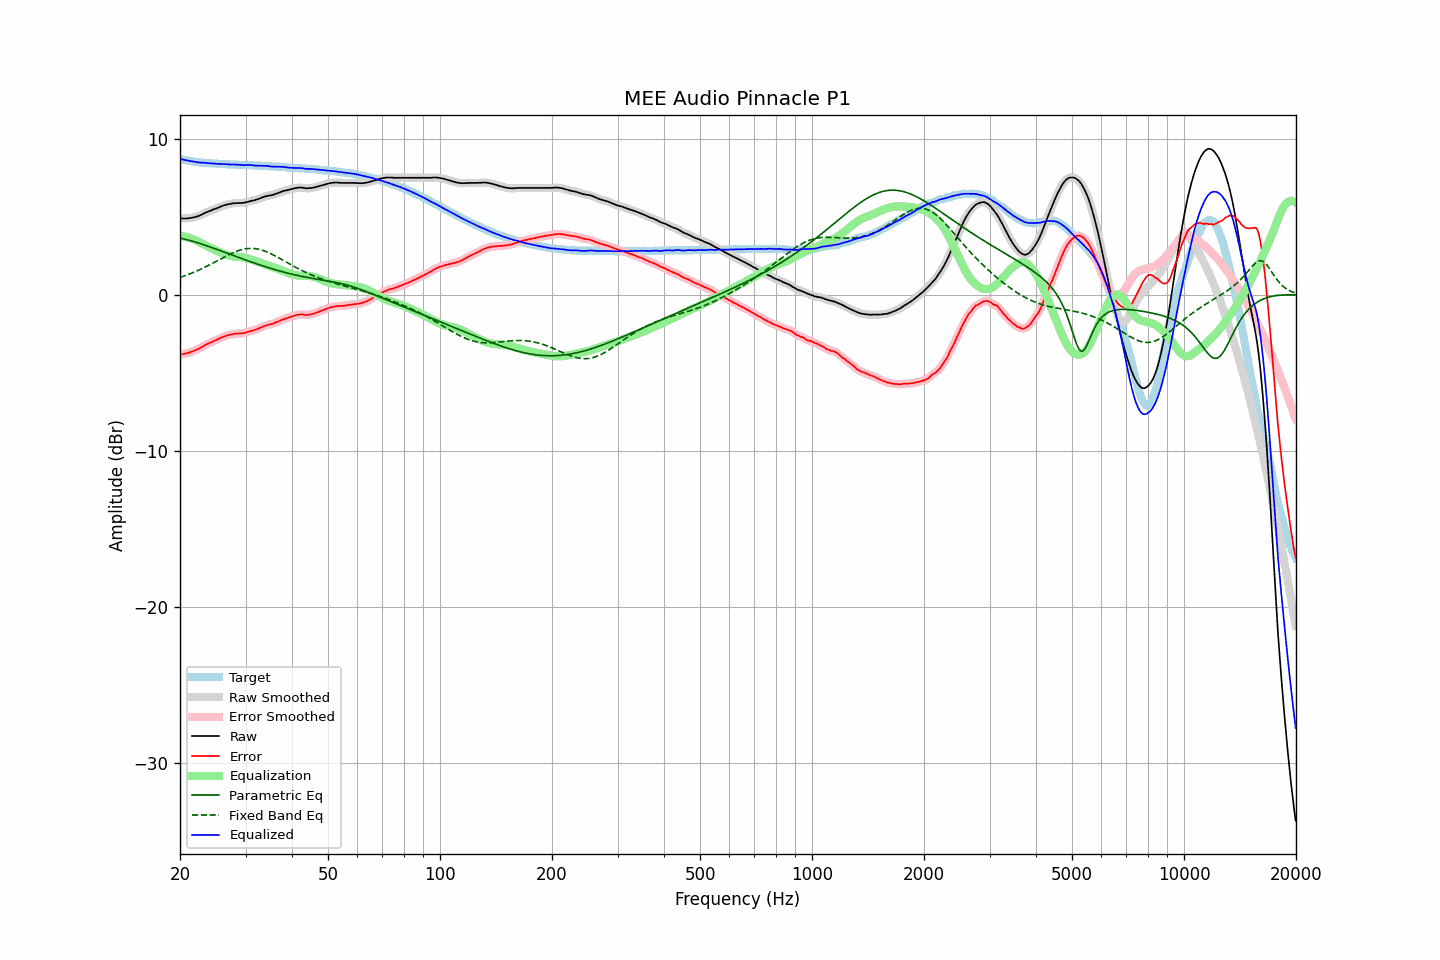 MEE Audio Pinnacle P1
10
0
−10
−20
−30
Amplitude (dBr)
Target
Raw Smoothed
Error Smoothed
Raw
Error
Equalization
Parametric Eq
Fixed Band Eq
Equalized
20 50 100 200 500 1000 2000 5000 10000 20000
Frequency (Hz)